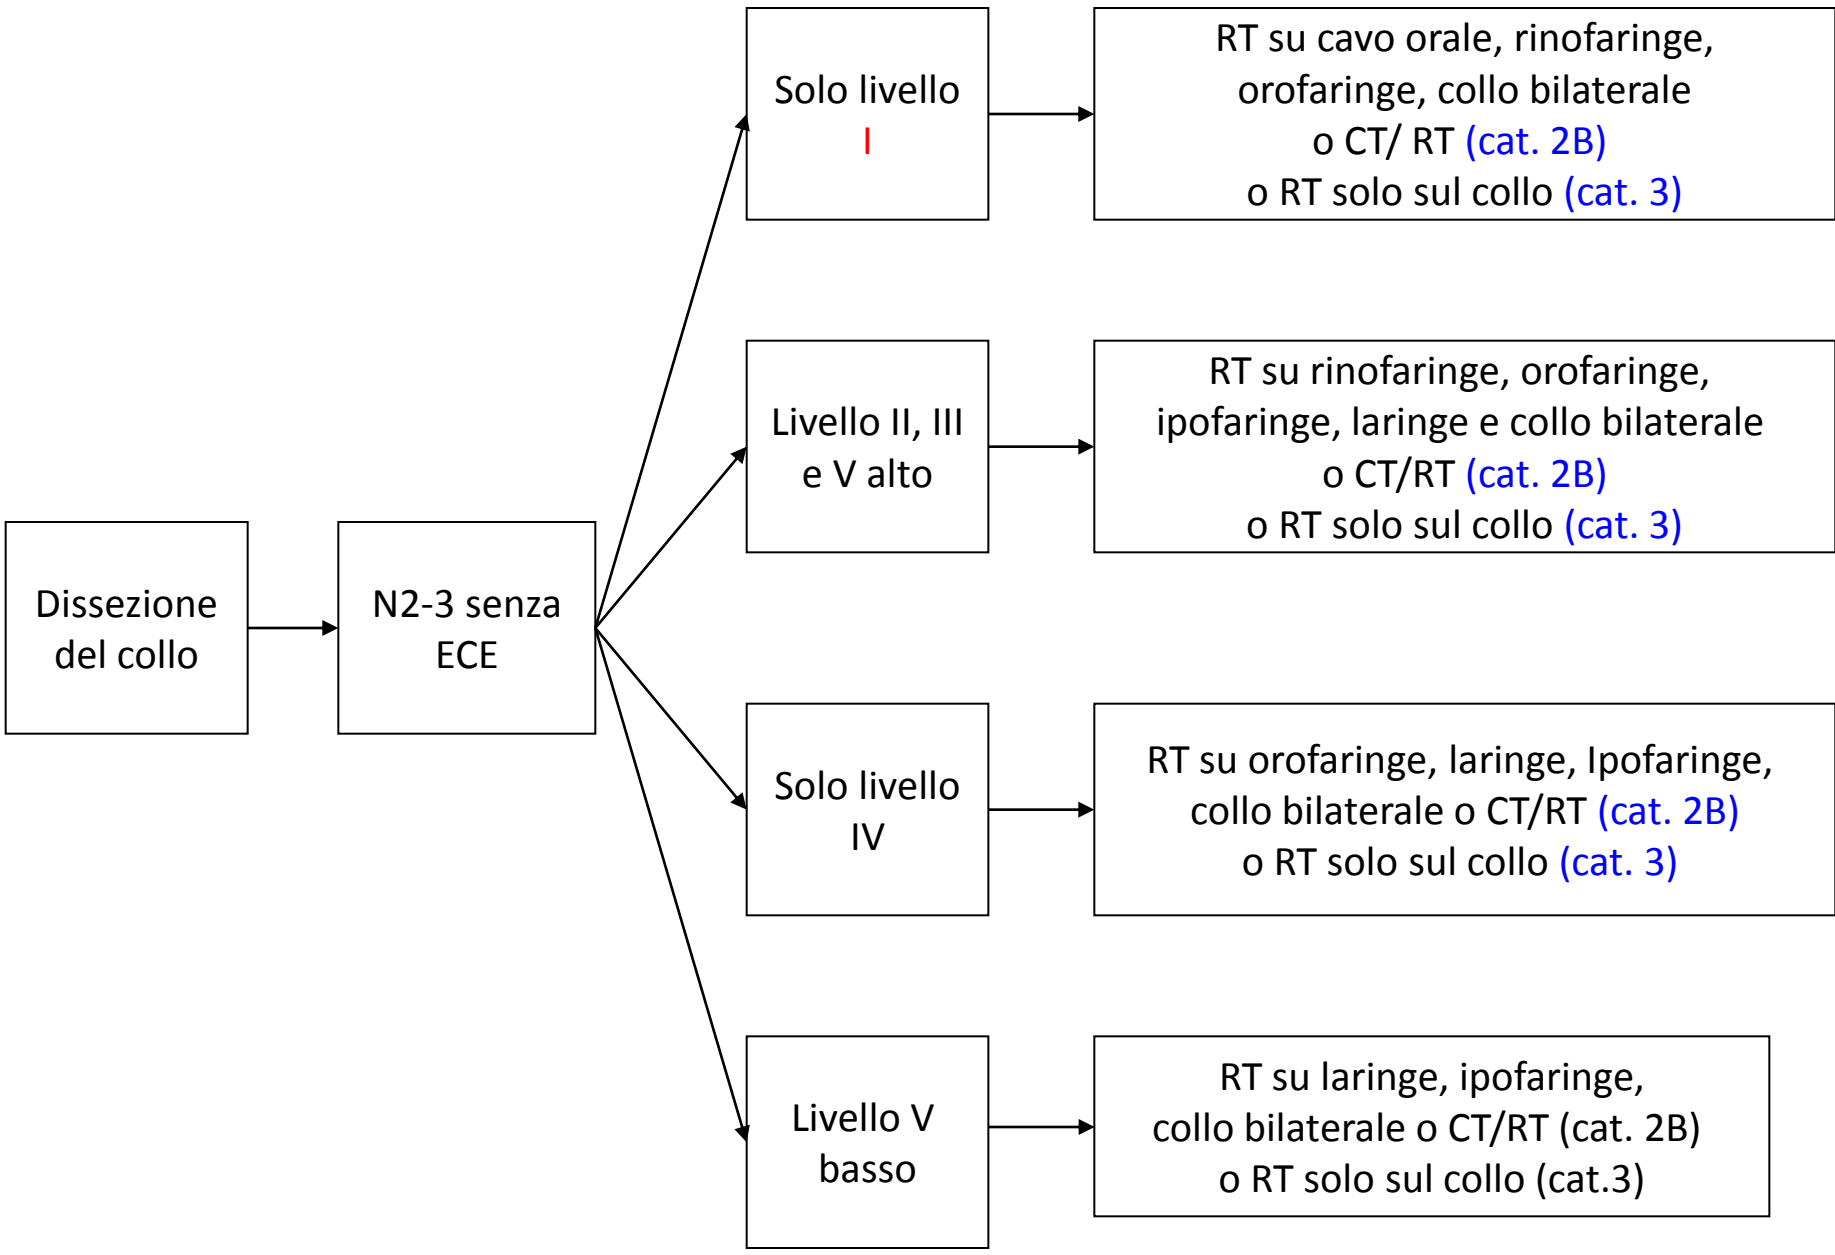 Dissezione
del collo
N2-3 senza
ECE
Solo livello
I
RT su cavo orale, rinofaringe,
orofaringe, collo bilaterale
o CT/ RT (cat. 2B)
o RT solo sul collo (cat. 3)
Livello II, III
e V alto
RT su rinofaringe, orofaringe,
ipofaringe, laringe e collo bilaterale
o CT/RT (cat. 2B)
o RT solo sul collo (cat. 3)
Solo livello
IV
RT su orofaringe, laringe, Ipofaringe,
collo bilaterale o CT/RT (cat. 2B)
o RT solo sul collo (cat. 3)
Livello V
basso
RT su laringe, ipofaringe,
collo bilaterale o CT/RT (cat. 2B)
o RT solo sul collo (cat.3)